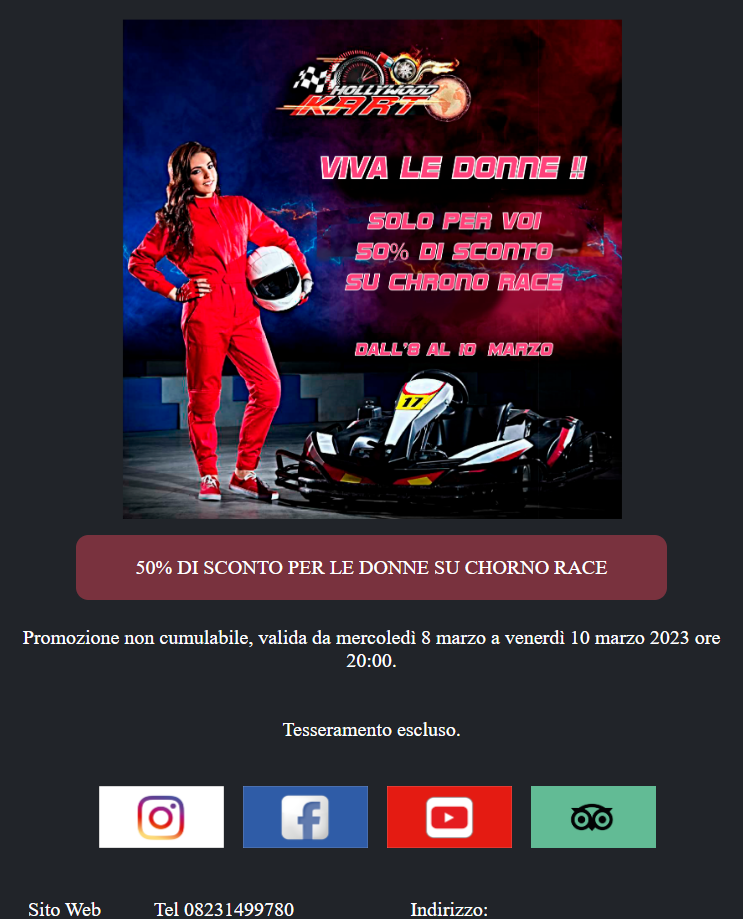 HOLLYWOOD
KART
VIVA LE DONNE !!
SOLO PER VOI
50% DI SCONTO
SU CHRONO RACE
DALL'8 AL 10 MARZO
17
50% DI SCONTO PER LE DONNE SU CHORNO RACE
Promozione non cumulabile, valida da mercoledì 8 marzo a venerdì 10 marzo 2023 ore
20:00.
Tesseramento escluso.
Sito Web Tel 08231499780 Indirizzo: